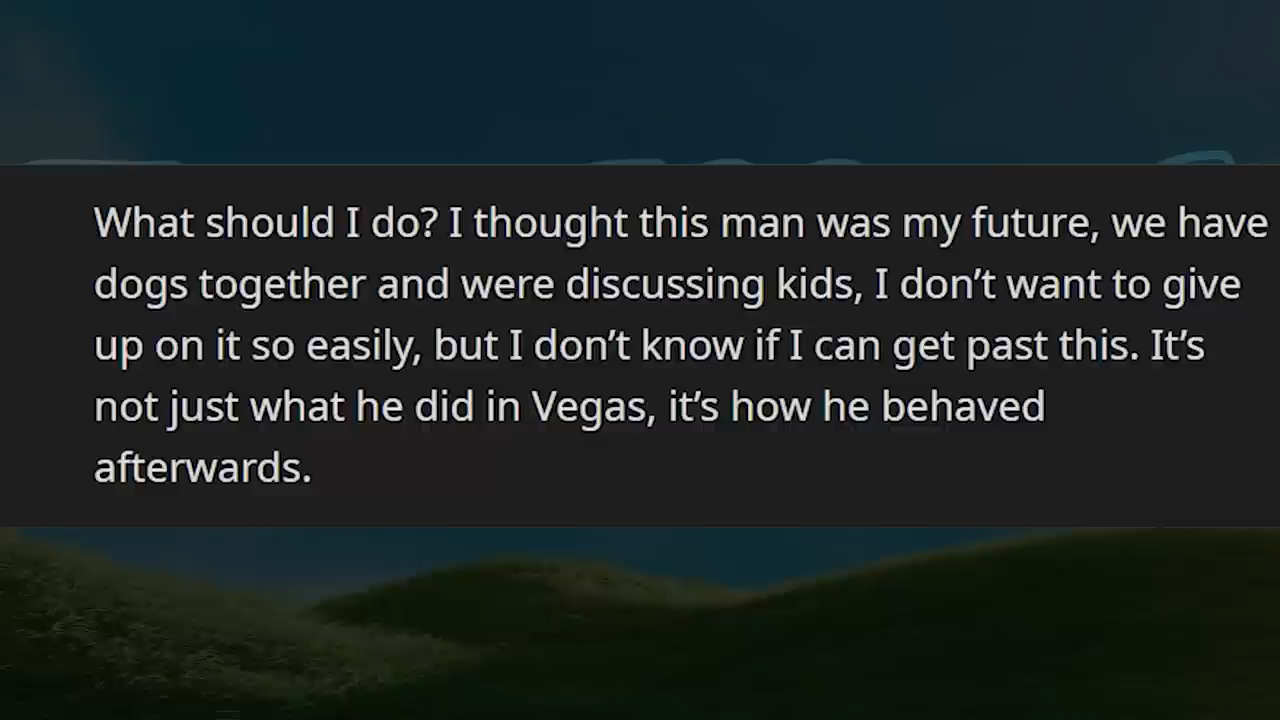 What should I do? I thought this man was my future, we have
dogs together and were discussing kids, I don’t want to give
up on it so easily, but I don’t know if I can get past this. It’s
not just what he did in Vegas, it’s how he behaved
afterwards.